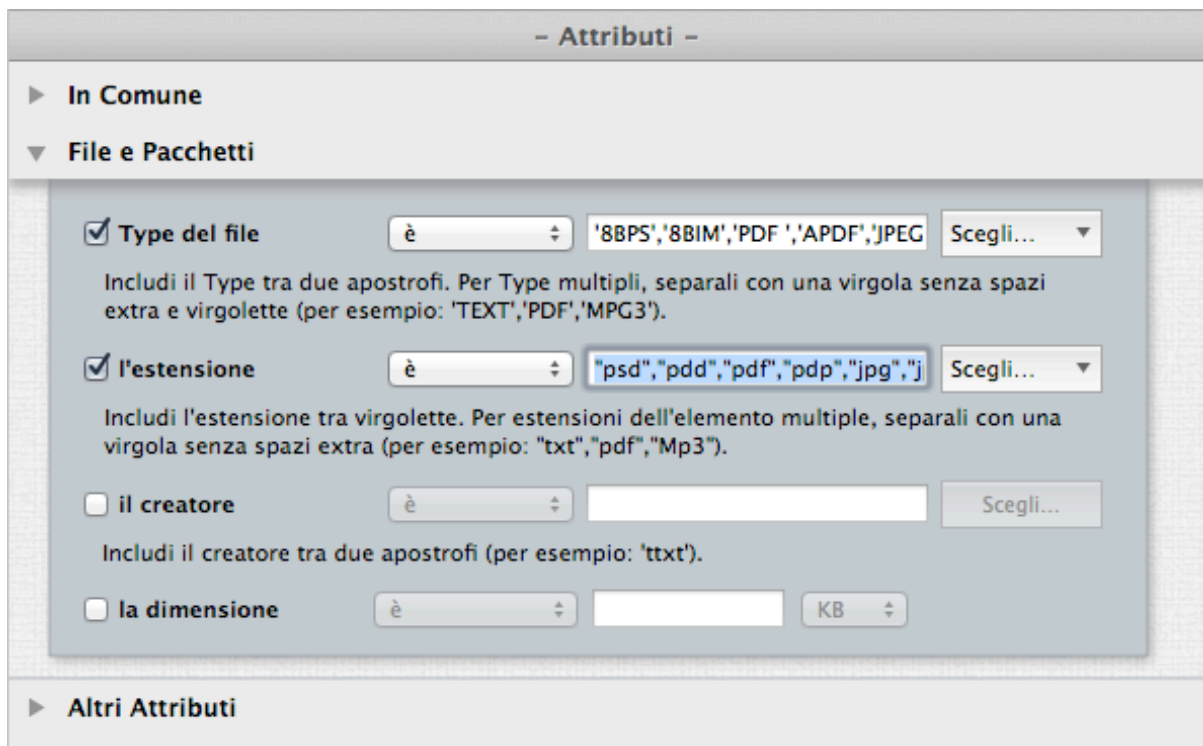 – Attributi –
In Comune
File e Pacchetti
Type del file è '8BPS','8BIM','PDF ','APDF','JPEG Scegli...
Includi il Type tra due apostrofi. Per Type multipli, separali con una virgola senza spazi
extra e virgolette (per esempio: 'TEXT','PDF','MPG3').
l'estensione è "psd","pdd","pdf","pdp","jpg","j Scegli...
Includi l'estensione tra virgolette. Per estensioni dell'elemento multiple, separali con una
virgola senza spazi extra (per esempio: "txt","pdf","Mp3").
il creatore è Scegli...
Includi il creatore tra due apostrofi (per esempio: 'ttxt').
la dimensione è KB
Altri Attributi